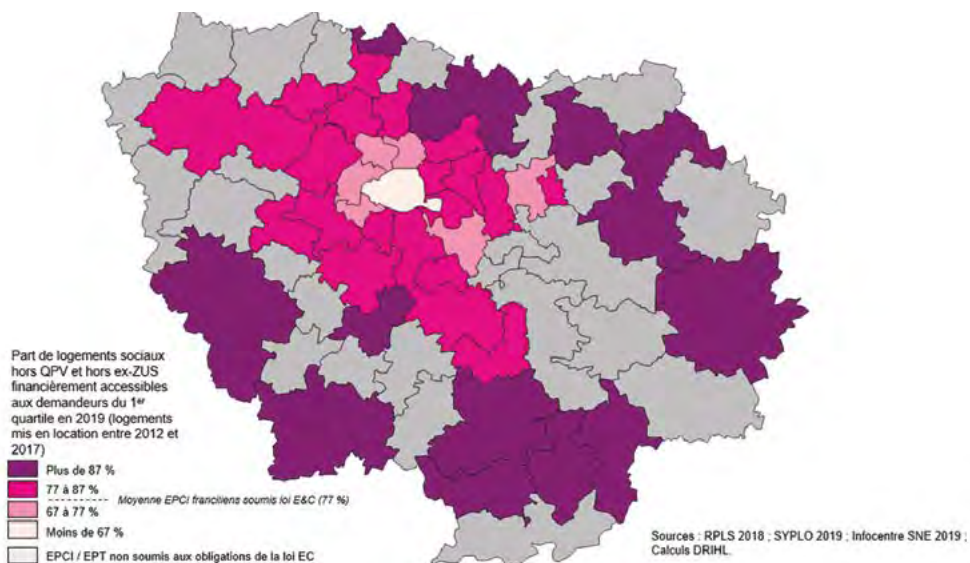 Part de logements sociaux
hors QPV et hors ex-ZUS
financièrement accessibles
aux demandeurs du 1er
quartile en 2019 (logements
mis en location entre 2012 et
2017)
Plus de 87 %
77 à 87 %
Moyenne EPCI franciliens soumis loi E&C (77 %)
67 à 77 %
Moins de 67 %
EPCI / EPT non soumis aux obligations de la loi EC
Sources : RPLS 2018 ; SYPLO 2019 ; Infocentre SNE 2019 ;
Calculs DRIHL.